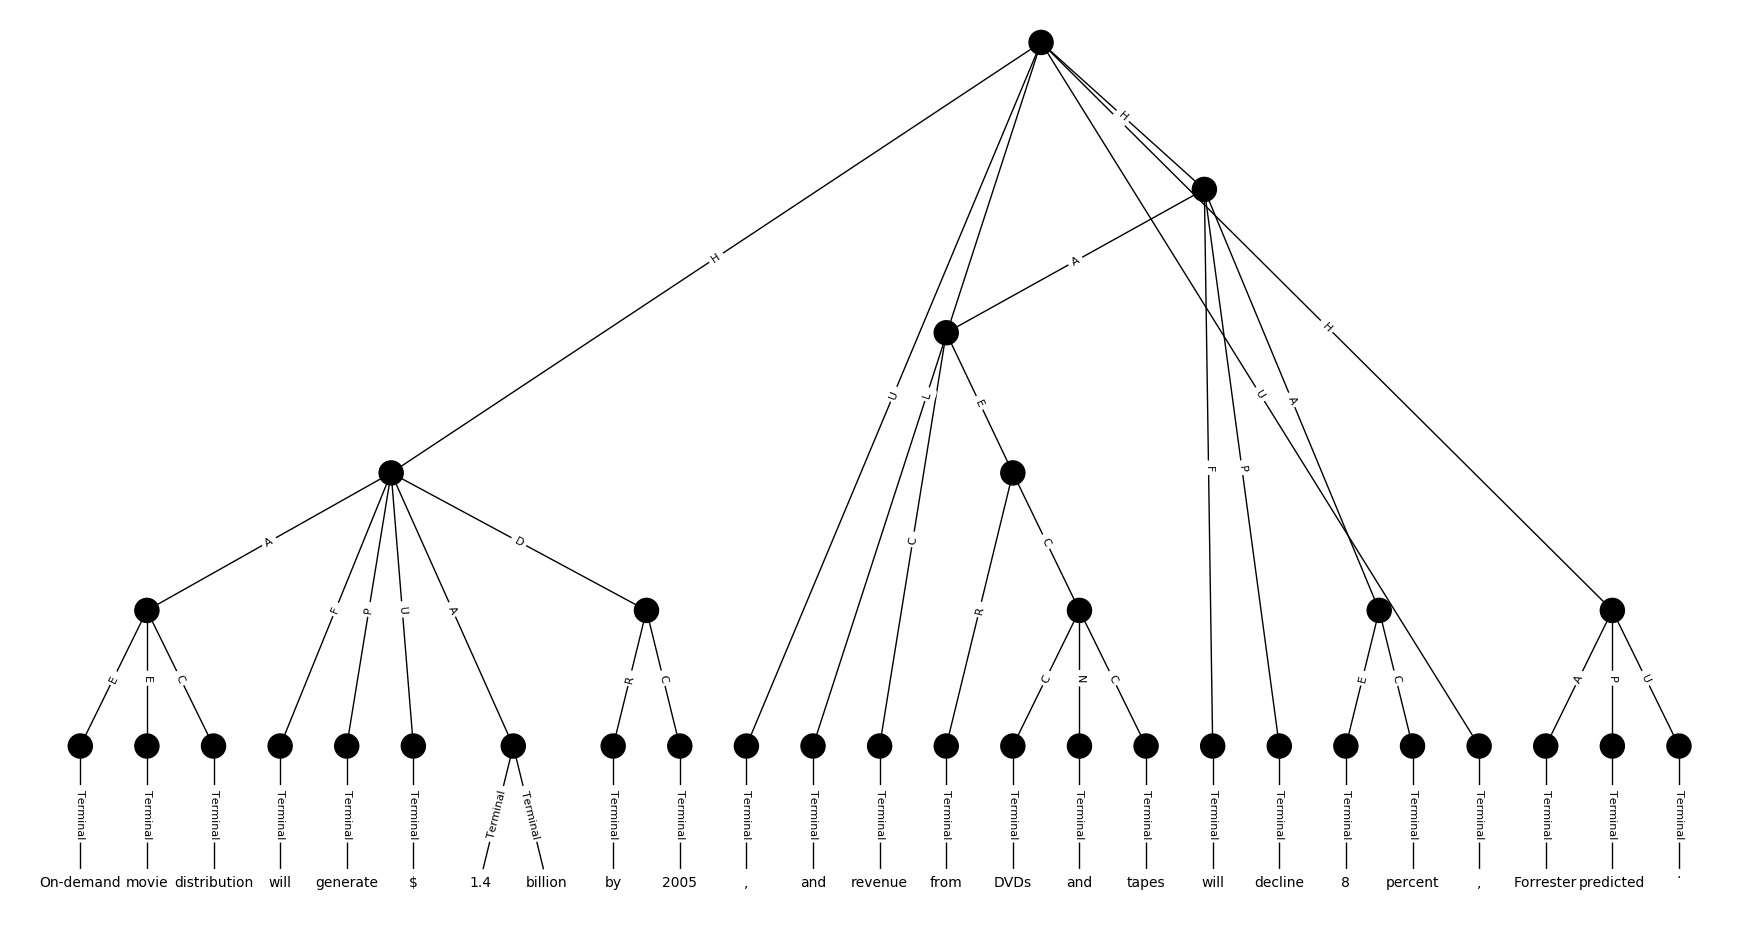 H
H
A
H
U
L
E
U
A
F
P
A
D
C
C
F
P
U
A
R
E
E
C
R
C
C
N
C
E
C
A
P
U
Terminal Terminal Terminal Terminal Terminal Terminal Terminal Terminal Terminal Terminal Terminal Terminal Terminal Terminal Terminal Terminal Terminal Terminal Terminal Terminal Terminal Terminal Terminal Terminal Terminal
On-demand movie distribution will generate $ 1.4 billion by 2005 , and revenue from DVDs and tapes will decline 8 percent , Forrester predicted .